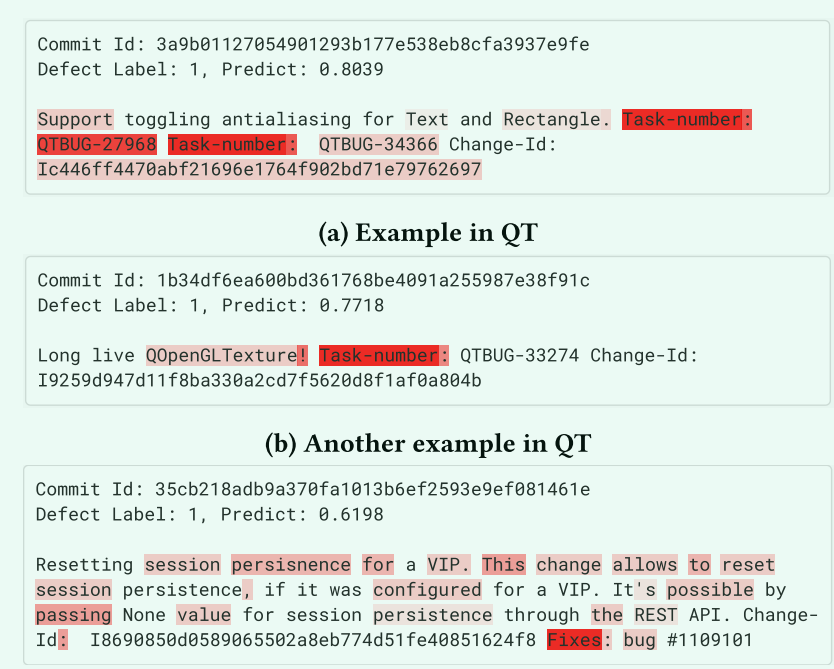 Commit Id: 3a9b01127054901293b177e538eb8cfa3937e9fe
Defect Label: 1, Predict: 0.8039
Support toggling antialiasing for Text and Rectangle. Task-number:
QTBUG-27968 Task-number: QTBUG-34366 Change-Id:
Ic446ff4470abf21696e1764f902bd71e79762697
(a) Example in QT
Commit Id: 1b34df6ea600bd361768be4091a255987e38f91c
Defect Label: 1, Predict: 0.7718
Long live QOpenGLTexture! Task-number: QTBUG-33274 Change-Id:
I9259d947d11f8ba330a2cd7f5620d8f1af0a804b
(b) Another example in QT
Commit Id: 35cb218adb9a370fa1013b6ef2593e9ef081461e
Defect Label: 1, Predict: 0.6198
Resetting session persisnence for a VIP. This change allows to reset
session persistence, if it was configured for a VIP. It's possible by
passing None value for session persistence through the REST API. Change-
Id: I8690850d0589065502a8eb774d51fe40851624f8 Fixes: bug #1109101